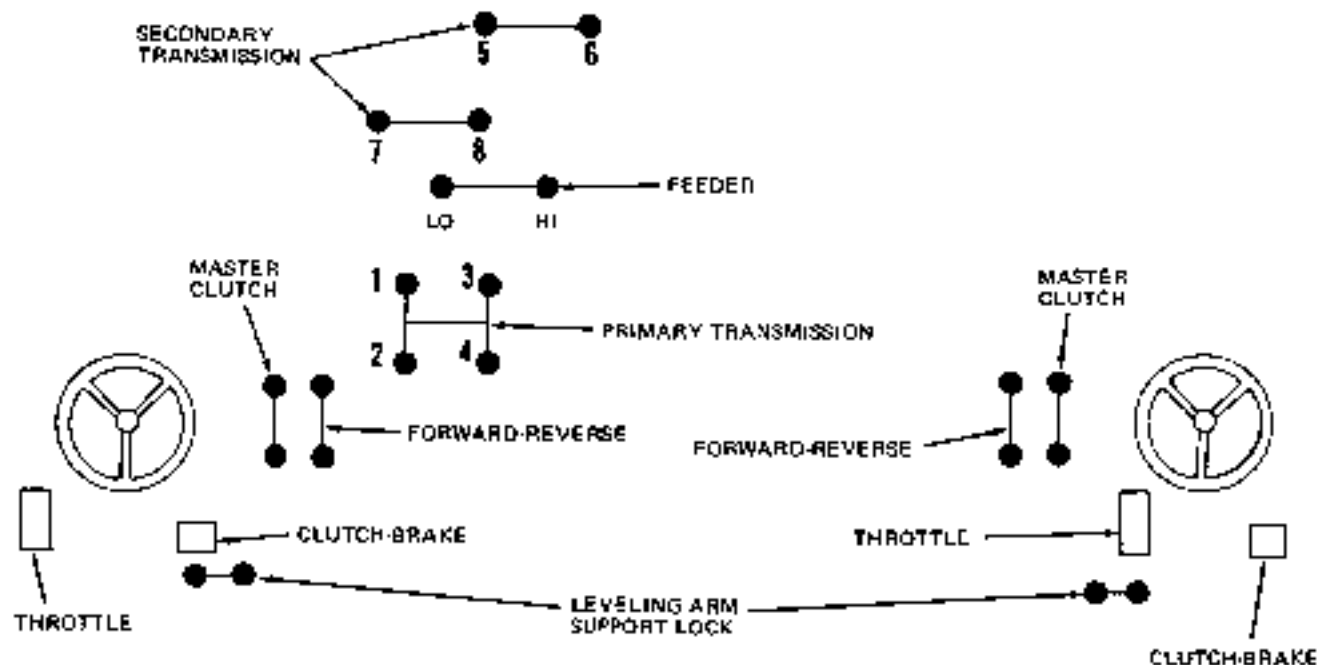 SECONDARY
TRANSMISSION
5 6
7 8
FEEDER
LO HI
MASTER
CLUTCH
1 3
MASTER
CLUTCH
PRIMARY TRANSMISSION
2 4
FORWARD-REVERSE
FORWARD-REVERSE
CLUTCH-BRAKE
THROTTLE
THROTTLE
LEVELING ARM
SUPPORT LOCK
CLUTCH-BRAKE